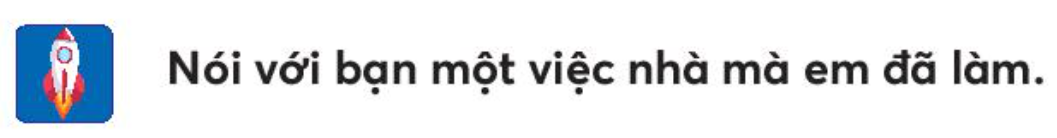 Nói với bạn một việc nhà mà em đã làm.